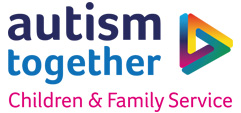 autism
together
Children & Family Service